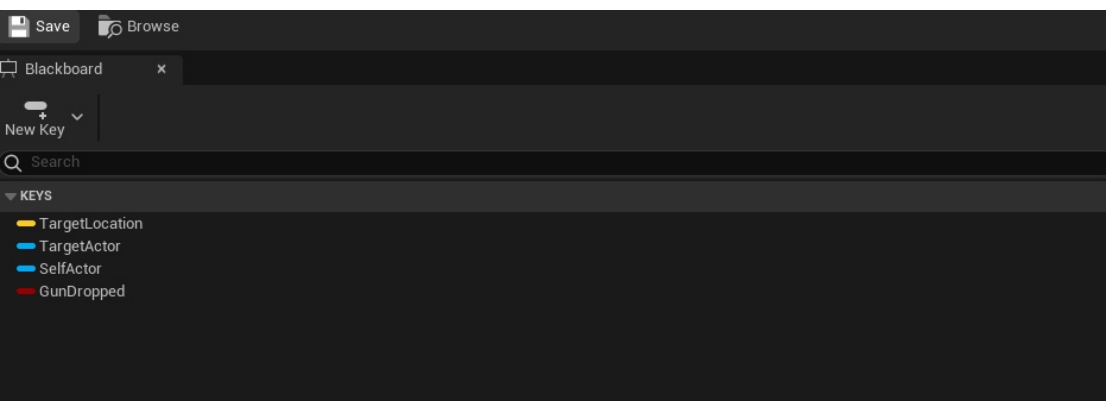 Save Browse
Blackboard ×
New Key
Search
KEYS
TargetLocation
TargetActor
SelfActor
GunDropped